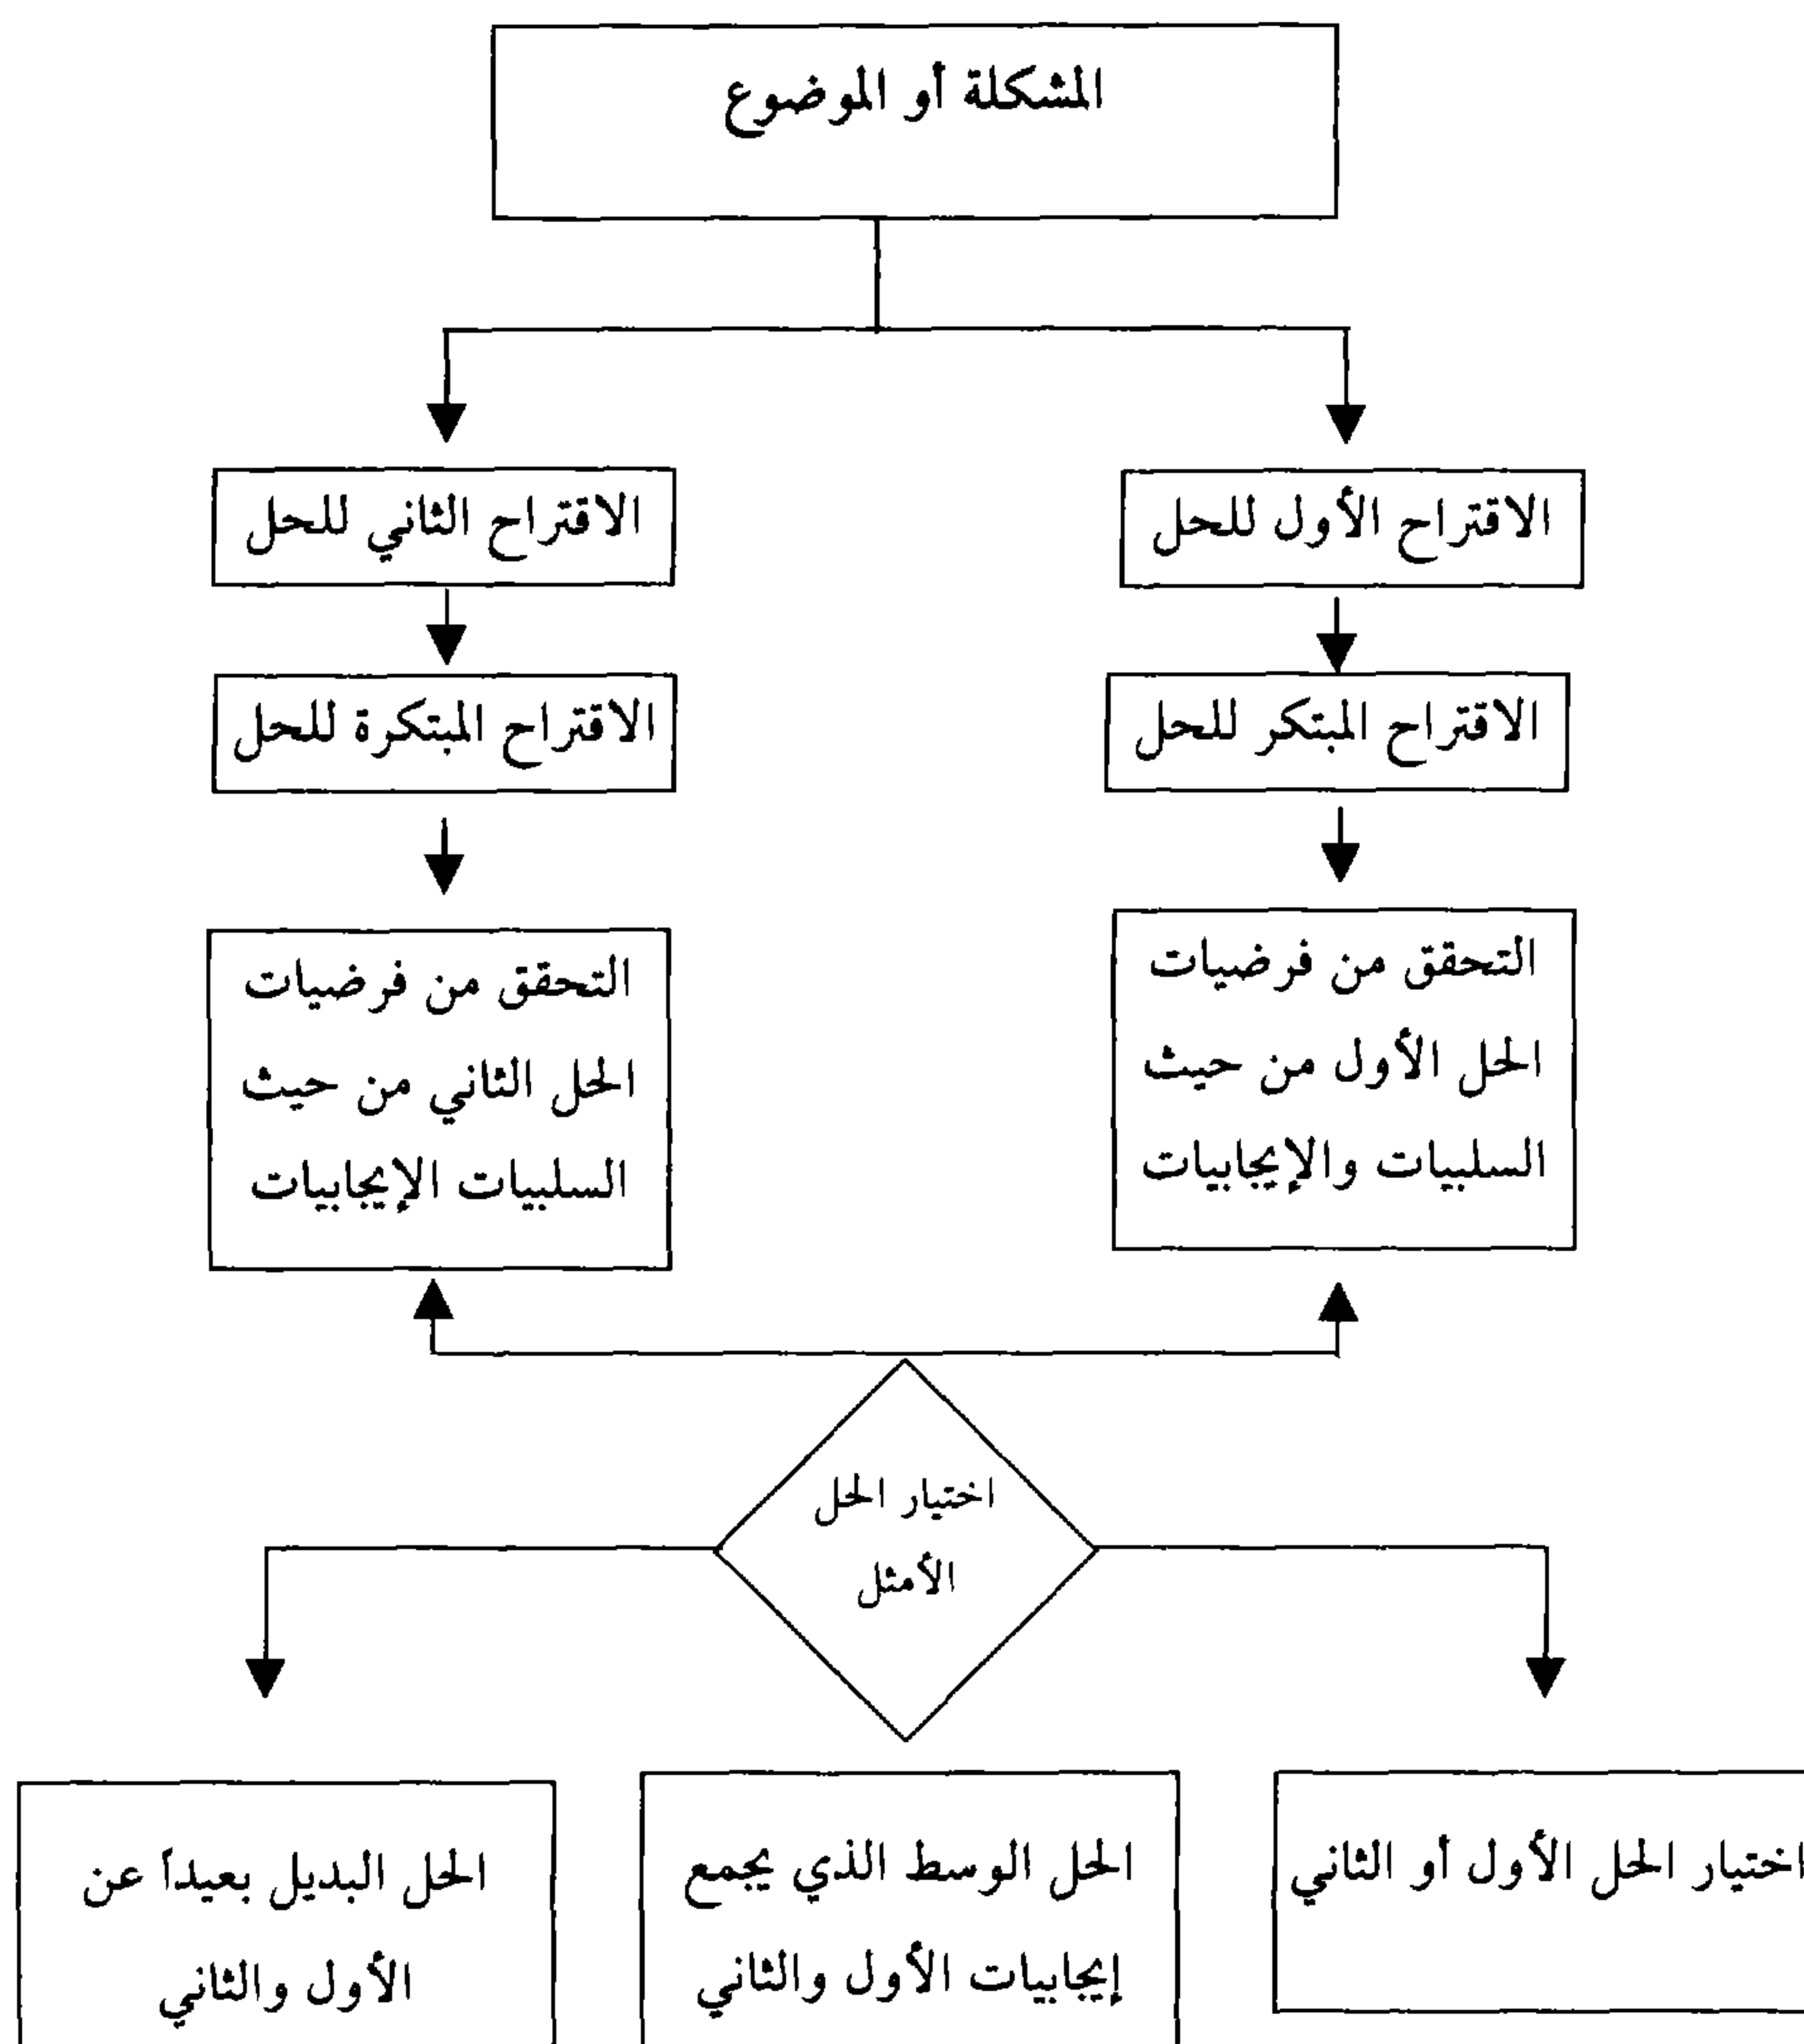 المشكلة أو الموضوع
الاقتراح الأول للحل
الاقتراح الثاني للحل
الاقتراح المبتكر للحل
الاقتراح المبتكرة للحل
التحقق من فرضيات
الحل الأول من حيث
السلبيات والإيجابيات
التحقق من فرضيات
الحل الثاني من حيث
السلبيات الإيجابيات
اختيار الحل
الأمثل
اختيار الحل الأول أو الثاني
الحل الوسط الذي يجمع
إيجابيات الأول والثاني
الحل البديل بعيداً عن
الأول والثاني